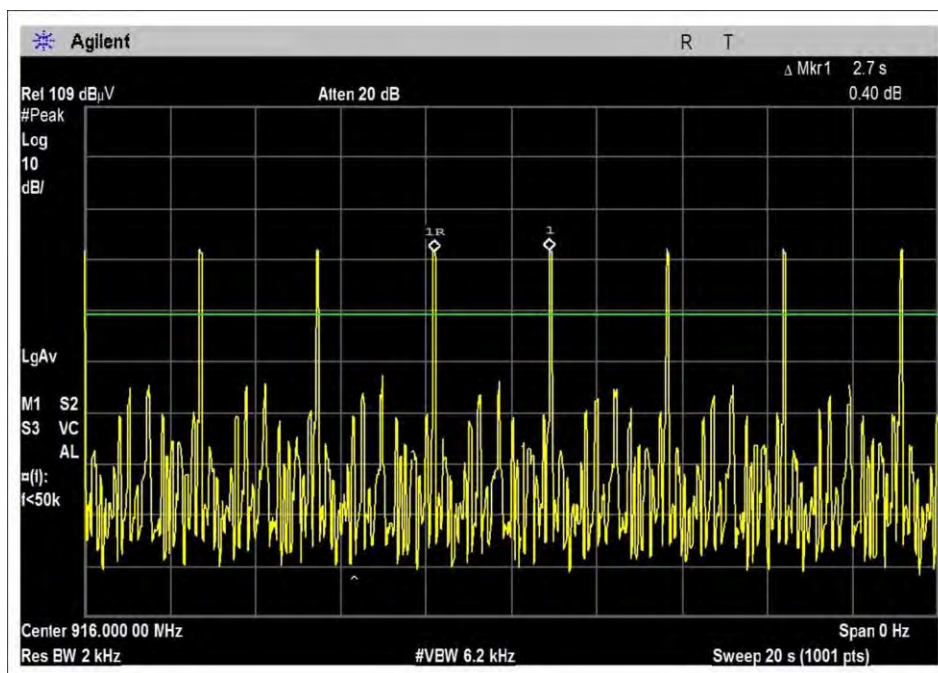 Agilent R T
Δ Mkr1 2.7 s
Ref 109 dBµV Atten 20 dB 0.40 dB
#Peak
Log
10
dB/
1R 1
LgAv
M1 S2
S3 VC
AL
¤(f):
f<50k
Center 916.000 00 MHz Span 0 Hz
Res BW 2 kHz #VBW 6.2 kHz Sweep 20 s (1001 pts)